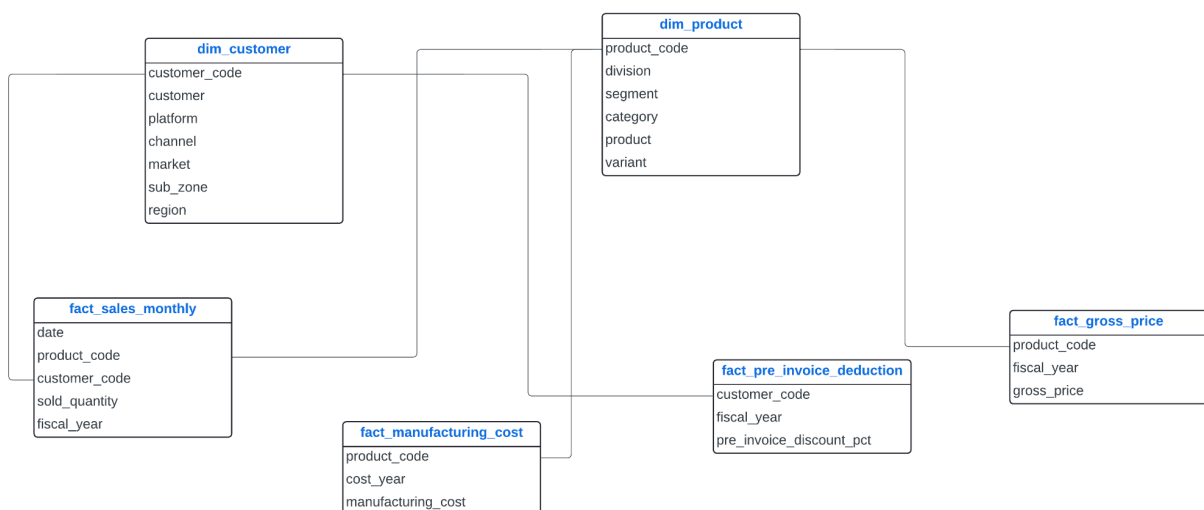 dim_customer
customer_code
customer
platform
channel
market
sub_zone
region
dim_product
product_code
division
segment
category
product
variant
fact_sales_monthly
date
product_code
customer_code
sold_quantity
fiscal_year
fact_manufacturing_cost
product_code
cost_year
manufacturing_cost
fact_pre_invoice_deduction
customer_code
fiscal_year
pre_invoice_discount_pct
fact_gross_price
product_code
fiscal_year
gross_price